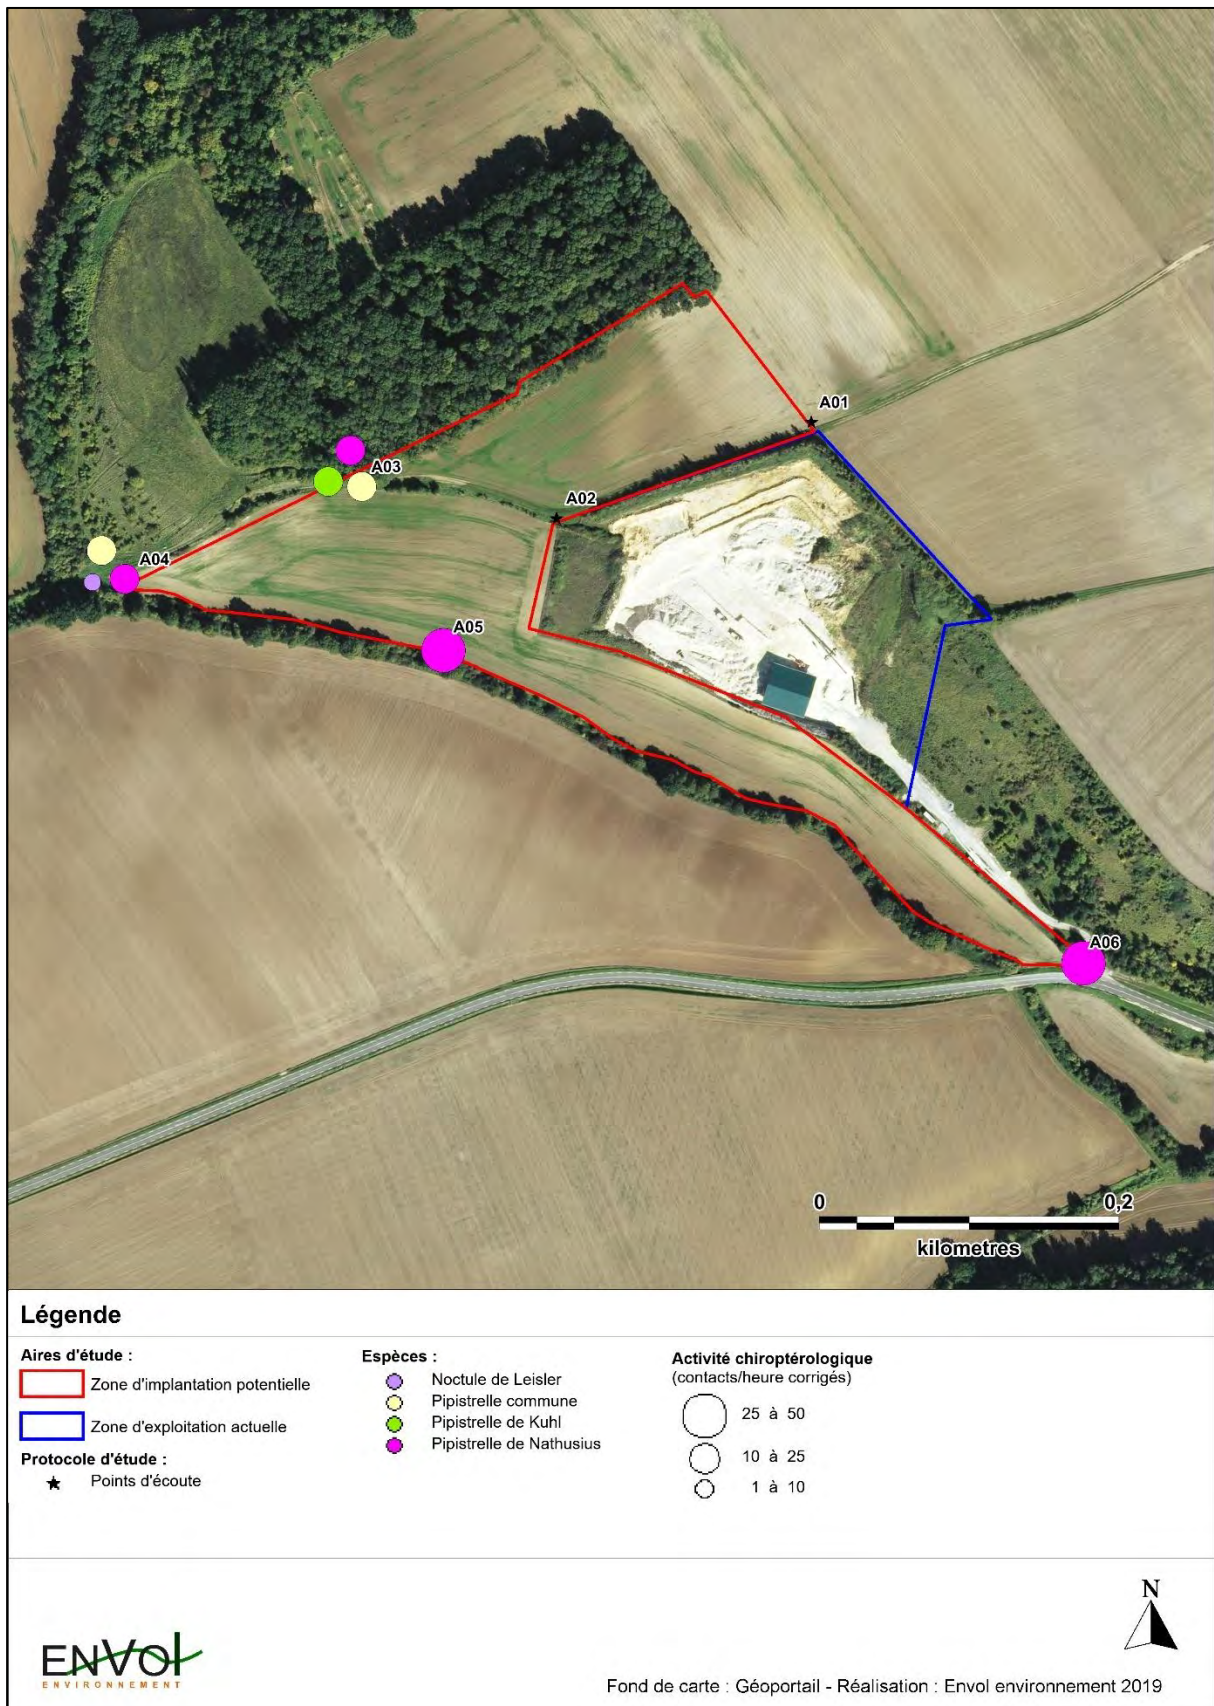 A01
A02
A03
A04
A05
A06
0 0,2
kilometres
Légende
Aires d'étude :
Zone d'implantation potentielle
Zone d'exploitation actuelle
Protocole d'étude :
Points d'écoute
Espèces :
Noctule de Leisler
Pipistrelle commune
Pipistrelle de Kuhl
Pipistrelle de Nathusius
Activité chiroptérologique
(contacts/heure corrigés)
25 à 50
10 à 25
1 à 10
ENVOl
ENVIRONNEMENT
N
Fond de carte : Géoportail - Réalisation : Envol environnement 2019